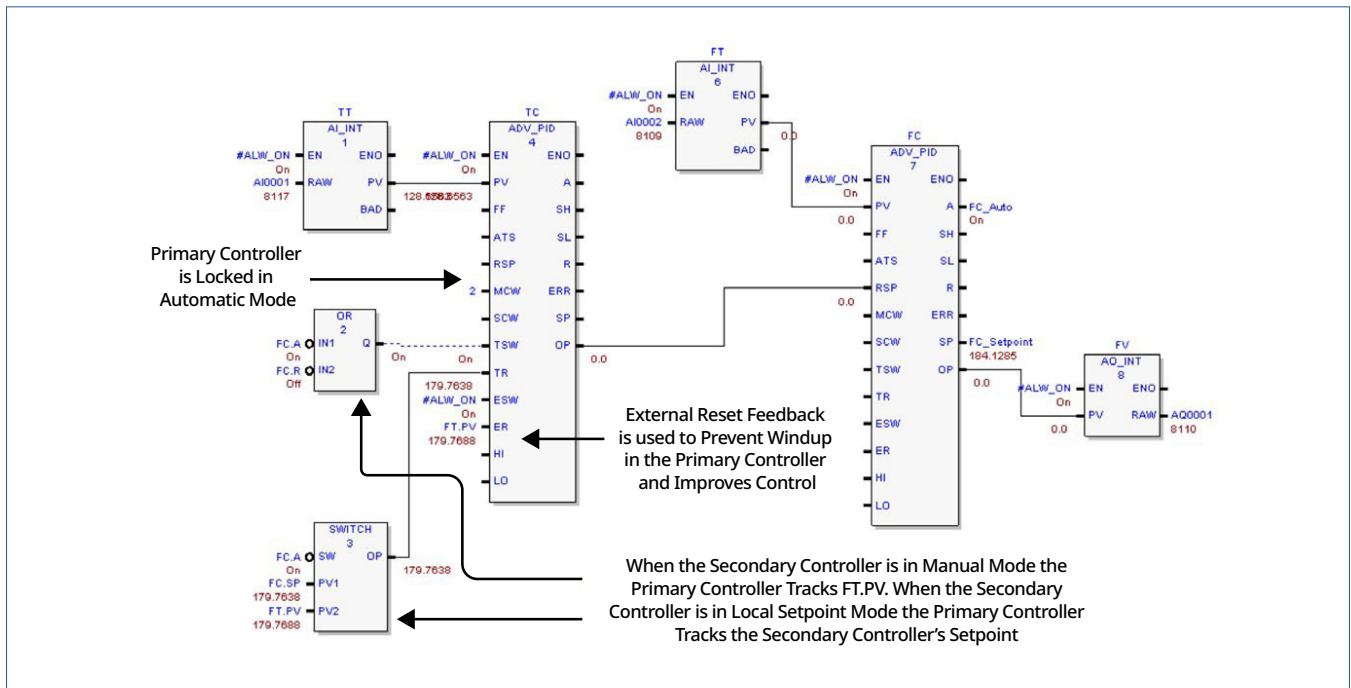 TT
AI_INT
1
#ALW_ON EN ENO
On
AI0001 RAW PV
8117
BAD
TC
ADV_PID
4
#ALW_ON EN ENO
On
PV A
FF SH
ATS SL
RSP R
2 MCW ERR
SCW SP
TSW OP
On
0.0
TR
179.7638
#ALW_ON ESW
On
FT.PV ER
179.7688
HI
LO
Primary Controller
is Locked in
Automatic Mode
OR
2
FC.A IN1 Q
On On
FC.R IN2
Off
SWITCH
3
FC.A SW OP
On 179.7638
FC.SP PV1
179.7638
FT.PV PV2
179.7688
FT
AI_INT
6
#ALW_ON EN ENO
On
AI0002 RAW PV
8109 0.0
BAD
FC
ADV_PID
7
#ALW_ON EN ENO
On
PV A FC_Auto
0.0 On
FF SH
ATS SL
RSP R
0.0
MCW ERR
SCW SP FC_Setpoint
184.1285
TSW OP
0.0
TR
ESW
ER
HI
LO
FV
AO_INT
8
#ALW_ON EN ENO
On
PV RAW AQ0001
0.0 8110
External Reset Feedback
is used to Prevent Windup
in the Primary Controller
and Improves Control
When the Secondary Controller is in Manual Mode the
Primary Controller Tracks FT.PV. When the Secondary
Controller is in Local Setpoint Mode the Primary Controller
Tracks the Secondary Controller's Setpoint